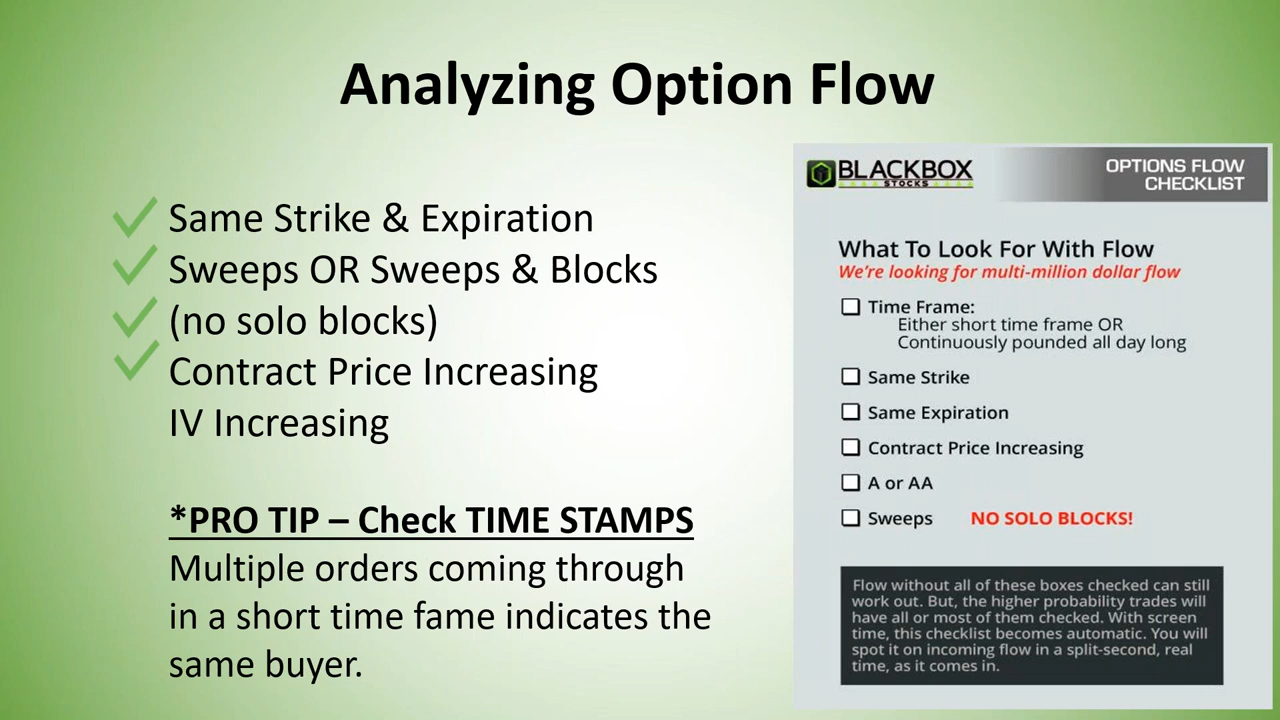 Analyzing Option Flow
Same Strike & Expiration
Sweeps OR Sweeps & Blocks
(no solo blocks)
Contract Price Increasing
IV Increasing
*PRO TIP – Check TIME STAMPS
Multiple orders coming through
in a short time fame indicates the
same buyer.
BLACKBOX
STOCKS
OPTIONS FLOW
CHECKLIST
What To Look For With Flow
We're looking for multi-million dollar flow
Time Frame:
Either short time frame OR
Continuously pounded all day long
Same Strike
Same Expiration
Contract Price Increasing
A or AA
Sweeps NO SOLO BLOCKS!
Flow without all of these boxes checked can still
work out. But, the higher probability trades will
have all or most of them checked. With screen
time, this checklist becomes automatic. You will
spot it on incoming flow in a split-second, real
time, as it comes in.